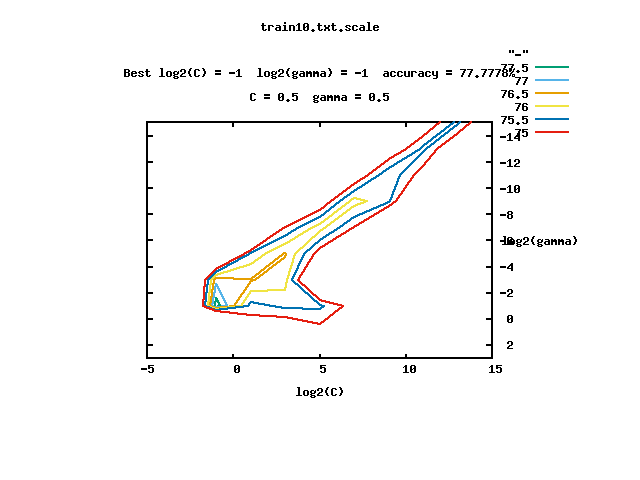 train10.txt.scale
"-"
Best log2(C) = -1  log2(gamma) = -1  accuracy = 77.7778%
77.5
77
C = 0.5  gamma = 0.5
76.5
76
75.5
75
-14
-12
-10
-8
-6
log2(gamma)
-4
-2
0
2
-5 0 5 10 15
log2(C)